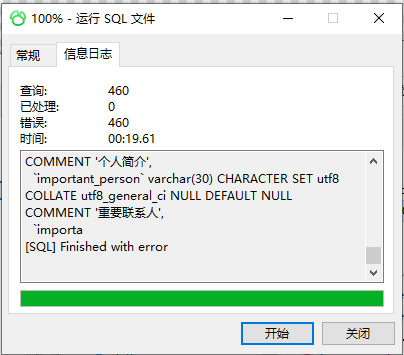 100% - 运行 SQL 文件
常规 信息日志
查询: 460
已处理: 0
错误: 460
时间: 00:19.61
COMMENT '个人简介',
`important_person` varchar(30) CHARACTER SET utf8
COLLATE utf8_general_ci NULL DEFAULT NULL
COMMENT '重要联系人',
`importa
[SQL] Finished with error
开始 关闭